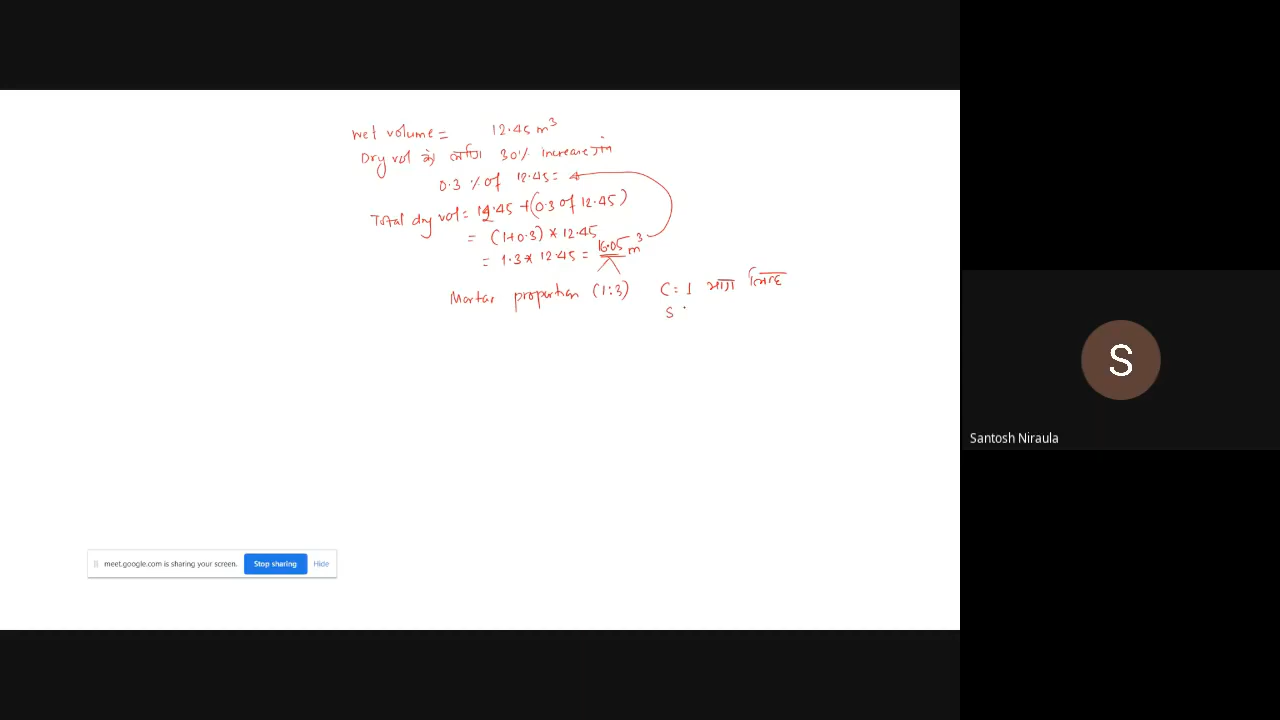 Wet volume = 12.45 m³
Dry vol को लागि 30% increase गर्ने
0.3 % of 12.45 =
Total dry vol = 12.45 + (0.3 of 12.45)
= (1+0.3) * 12.45
= 1.3 * 12.45 = 16.05 m³
Mortar proportion (1:3) C = 1 भाग
S
S
Santosh Niraula
meet.google.com is sharing your screen. Stop sharing Hide